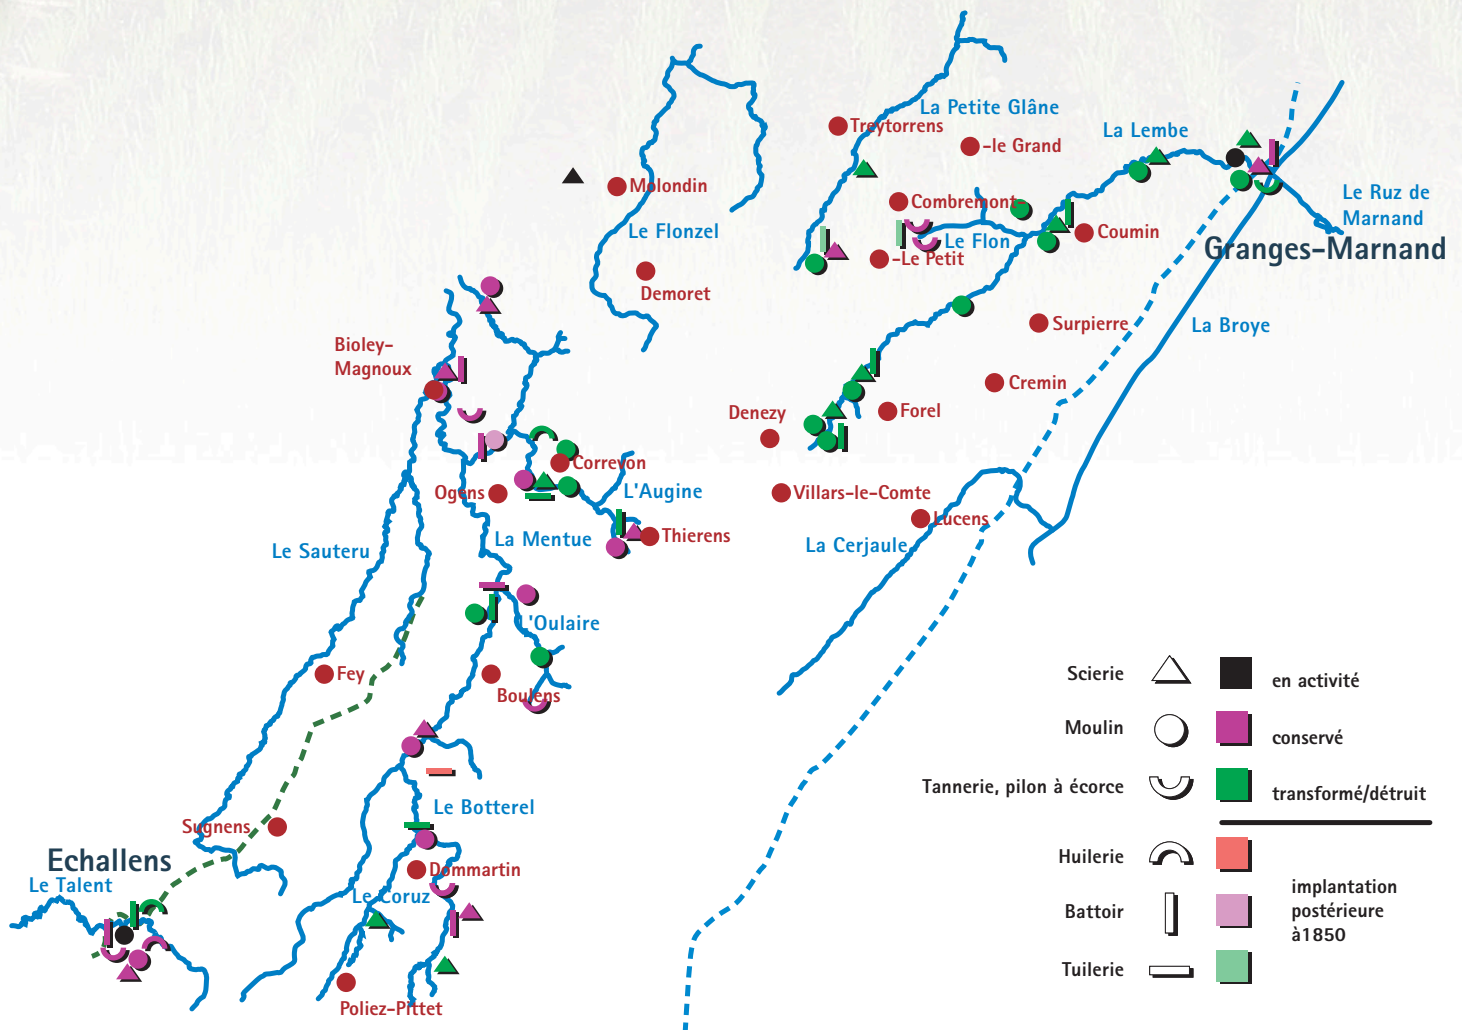 La Petite Glâne
Treytorrens
-le Grand
La Lembe
Molondin
Combremont-
Le Ruz de
Marnand
Le Flonzel
Le Flon
Coumin
Granges-Marnand
-Le Petit
Demoret
Surpierre
La Broye
Bioley-
Magnoux
Cremin
Denezy
Forel
Correvon
Ogens
L'Augine
Villars-le-Comte
Lucens
La Mentue
Thierens
Le Sauteru
La Cerjaule
L'Oulaire
Fey
Boulens
Le Botterel
Sugnens
Echallens
Le Talent
Dommartin
Le Coruz
Poliez-Pittet
Scierie
en activité
Moulin
conservé
Tannerie, pilon à écorce
transformé/détruit
Huilerie
Battoir
Tuilerie
implantation
postérieure
à1850